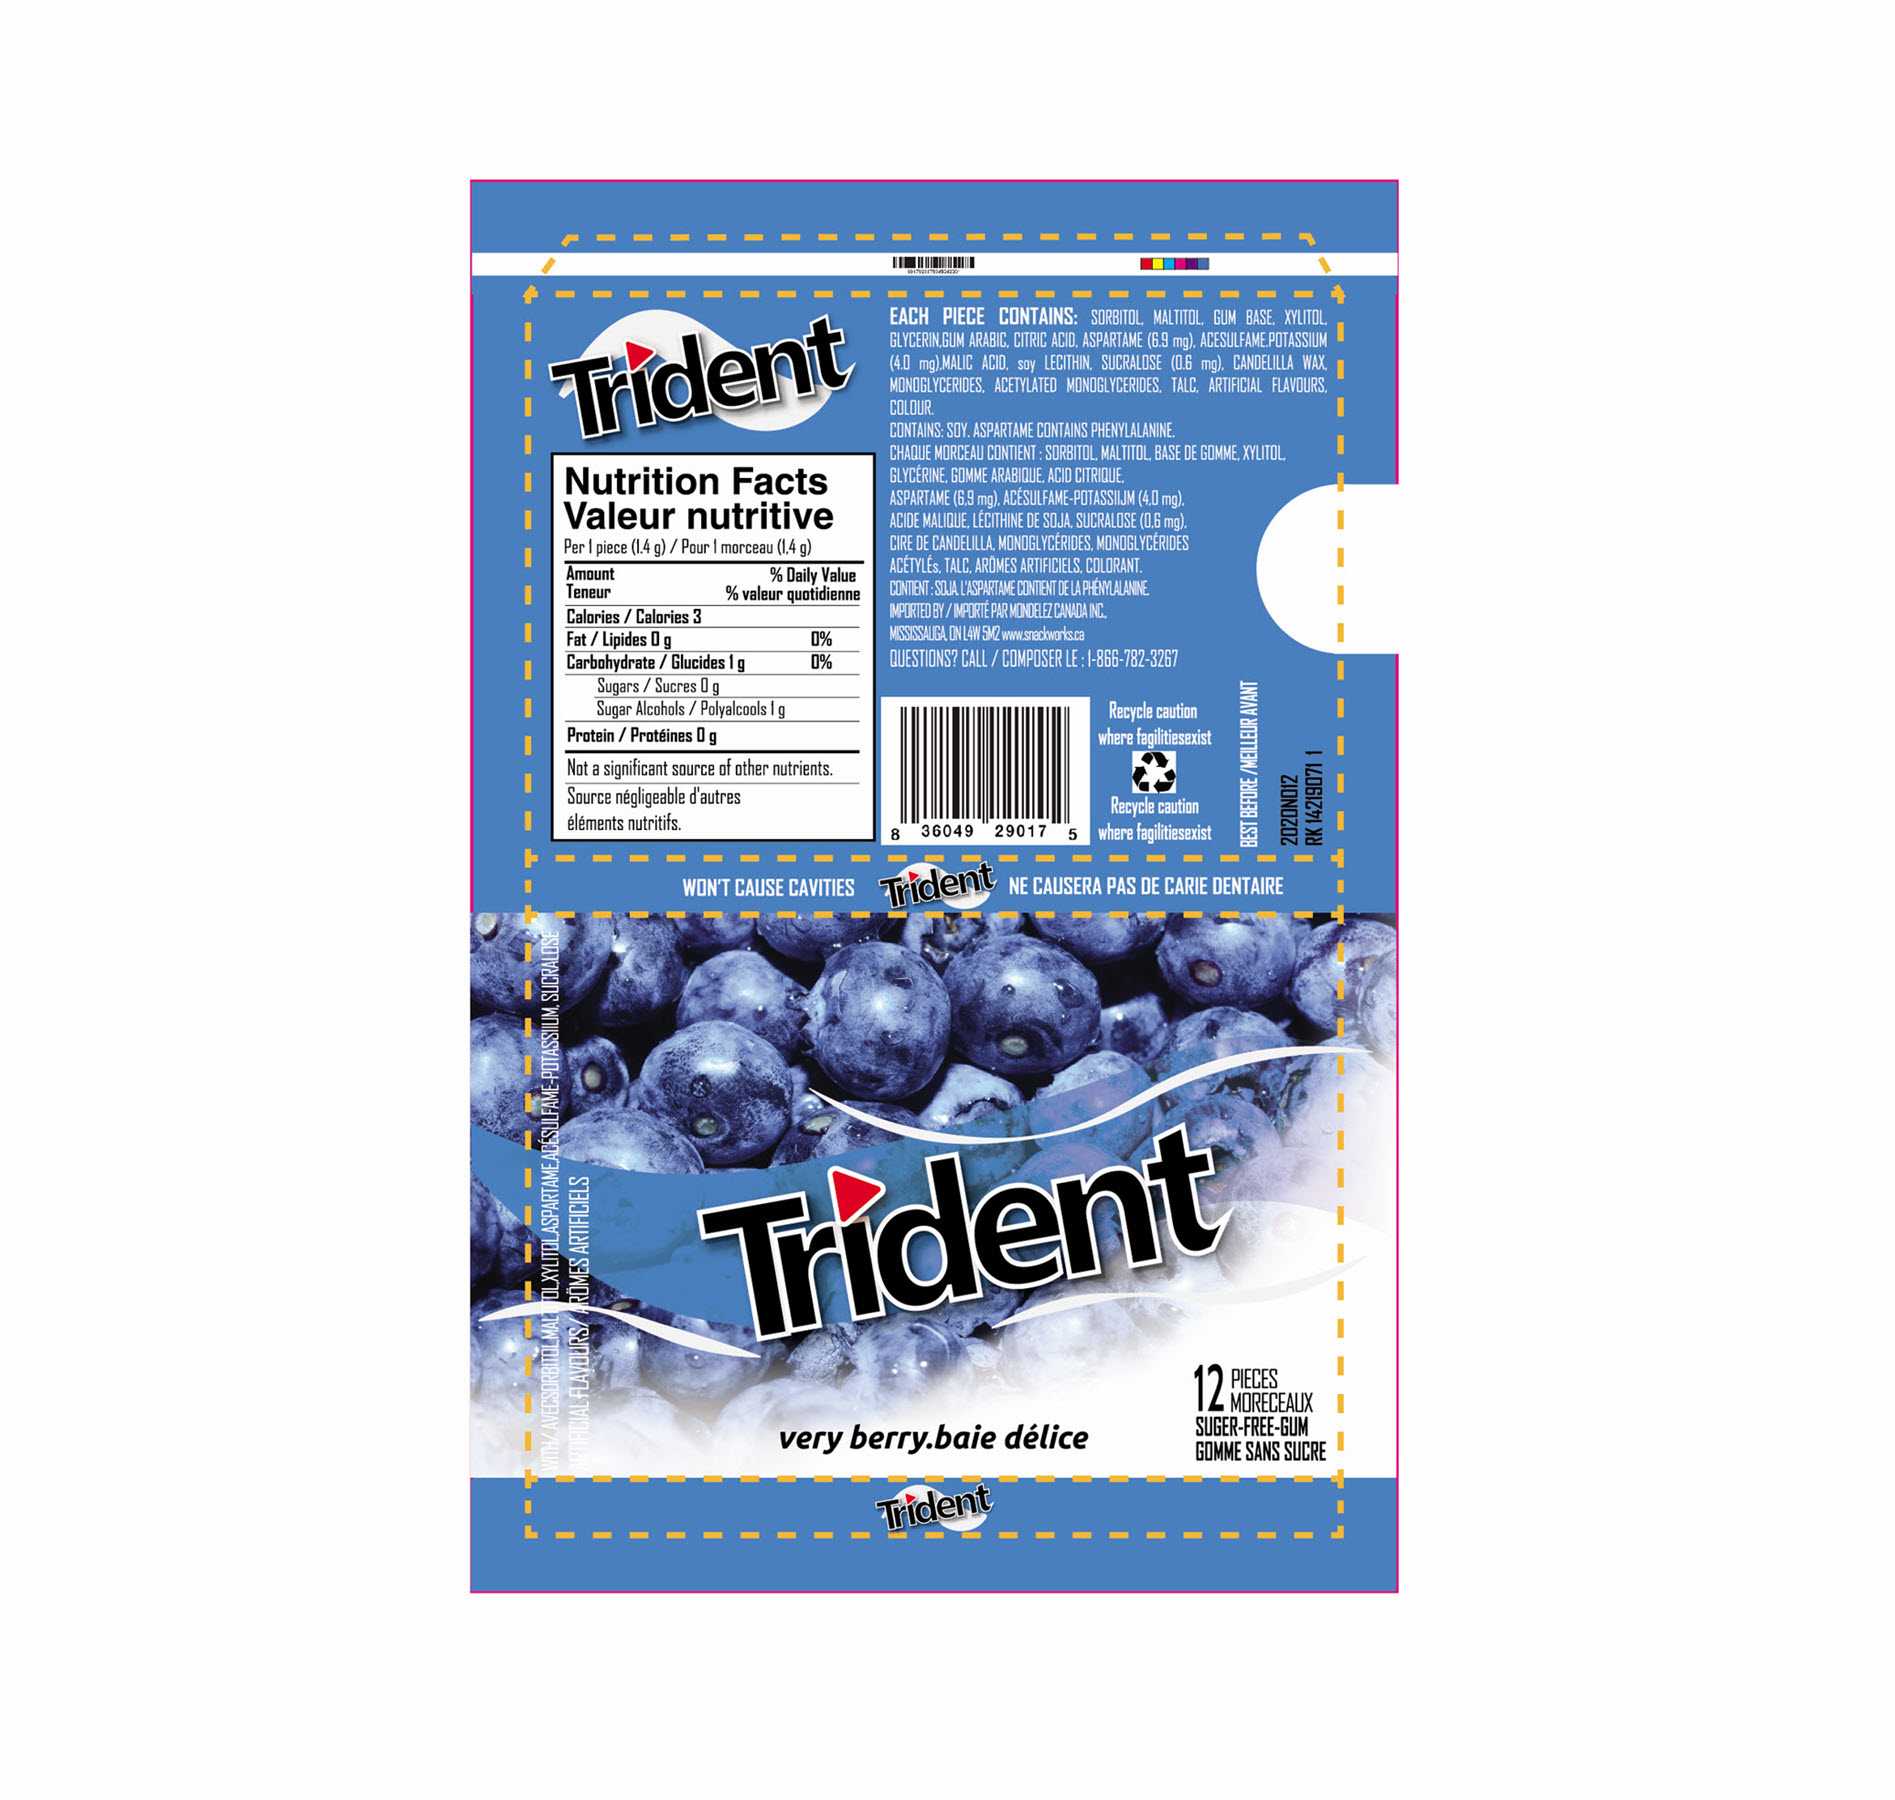 Trident
Nutrition Facts
Valeur nutritive
Per 1 piece (1.4 g) / Pour 1 morceau (1,4 g)
Amount % Daily Value
Teneur % valeur quotidienne
Calories / Calories 3
Fat / Lipides 0 g 0%
Carbohydrate / Glucides 1 g 0%
Sugars / Sucres 0 g
Sugar Alcohols / Polyalcools 1 g
Protein / Protéines 0 g
Not a significant source of other nutrients.
Source négligeable d'autres
éléments nutritifs.
EACH PIECE CONTAINS: SORBITOL, MALTITOL, GUM BASE, XYLITOL,
GLYCERIN,GUM ARABIC, CITRIC ACID, ASPARTAME (6.9 mg), ACESULFAME.POTASSIUM
(4.0 mg),MALIC ACID, soy LECITHIN, SUCRALOSE (0.6 mg), CANDELILLA WAX,
MONOGLYCERIDES, ACETYLATED MONOGLYCERIDES, TALC, ARTIFICIAL FLAVOURS,
COLOUR.
CONTAINS: SOY. ASPARTAME CONTAINS PHENYLALANINE.
CHAQUE MORCEAU CONTIENT : SORBITOL, MALTITOL, BASE DE GOMME, XYLITOL,
GLYCÉRINE, GOMME ARABIQUE, ACID CITRIQUE,
ASPARTAME (6,9 mg), ACÉSULFAME-POTASSIIJM (4,0 mg),
ACIDE MALIQUE, LÉCITHINE DE SOJA, SUCRALOSE (0,6 mg),
CIRE DE CANDELILLA, MONOGLYCÉRIDES, MONOGLYCÉRIDES
ACÉTYLÉs, TALC, ARÔMES ARTIFICIELS, COLORANT.
CONTIENT : SOJA. L'ASPARTAME CONTIENT DE LA PHÉNYLALANINE.
IMPORTED BY / IMPORTÉ PAR MONDELEZ CANADA INC.,
MISSISSAUGA, ON L4W 5M2 www.snackworks.ca
QUESTIONS? CALL / COMPOSER LE : 1-866-782-3267
8 36049 29017 5
Recycle caution
where fagilitiesexist
Recycle caution
where fagilitiesexist
BEST BEFORE /MEILLEUR AVANT
2020N012
RK 14219071 1
WON'T CAUSE CAVITIES
Trident
NE CAUSERA PAS DE CARIE DENTAIRE
ARTIFICIAL FLAVOURS/ ARÔMES ARTIFICIELS
Trident
very berry.baie délice
12 PIECES
MORECEAUX
SUGER-FREE-GUM
GOMME SANS SUCRE
Trident